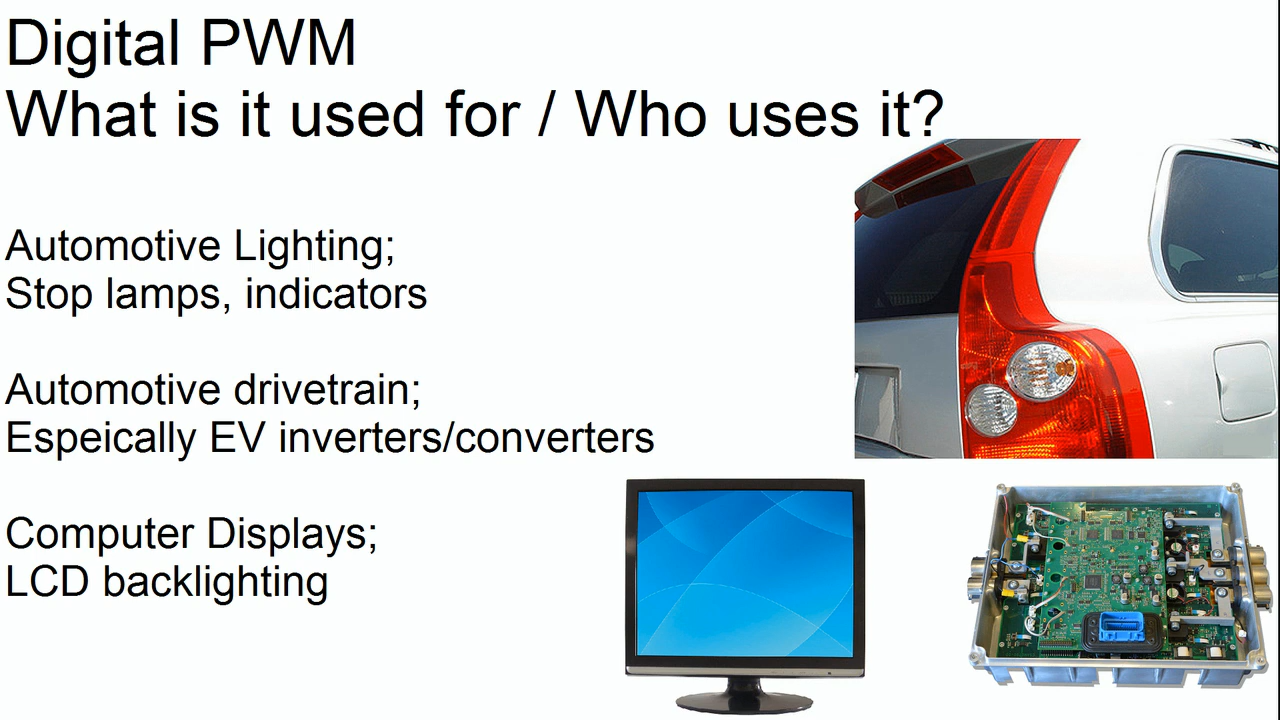 Digital PWM
What is it used for / Who uses it?
Automotive Lighting;
Stop lamps, indicators
Automotive drivetrain;
Espeically EV inverters/converters
Computer Displays;
LCD backlighting